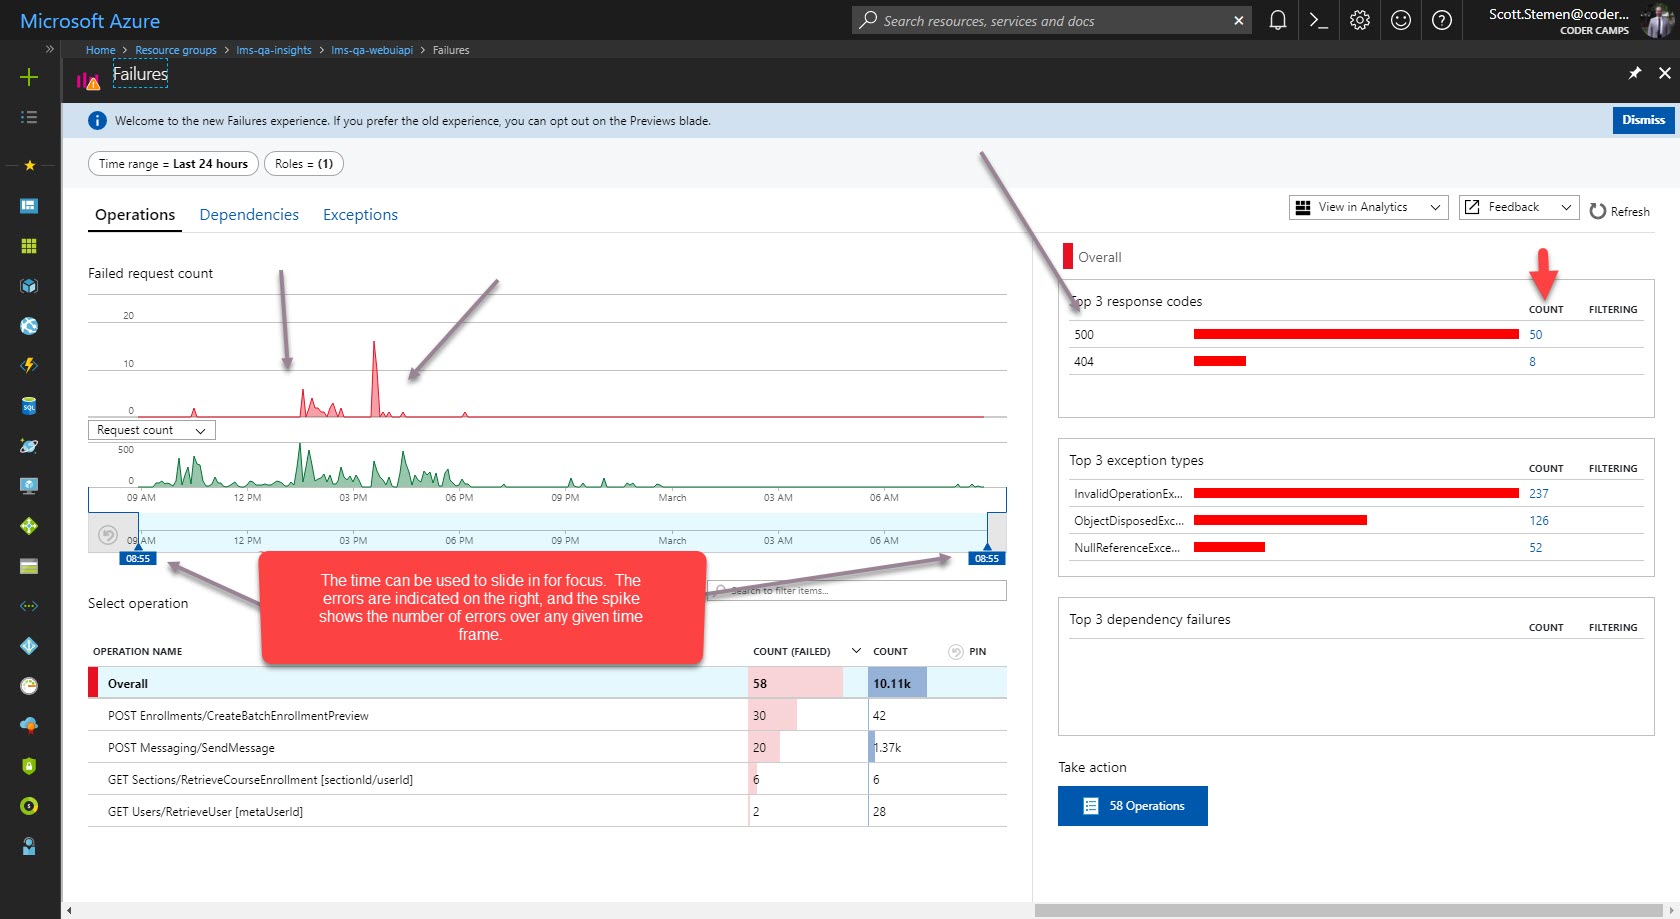 Microsoft Azure
Search resources, services and docs
Scott.Stemen@coder...
CODER CAMPS
Home > Resource groups > lms-qa-insights > lms-qa-webuiapi > Failures
Failures
Welcome to the new Failures experience. If you prefer the old experience, you can opt out on the Previews blade.
Dismiss
Time range = Last 24 hours
Roles = (1)
Operations
Dependencies
Exceptions
View in Analytics
Feedback
Refresh
Failed request count
20
10
0
Request count
500
0
09 AM 12 PM 03 PM 06 PM 09 PM March 03 AM 06 AM
09 AM 12 PM 03 PM 06 PM 09 PM March 03 AM 06 AM
08:55
08:55
The time can be used to slide in for focus. The
errors are indicated on the right, and the spike
shows the number of errors over any given time
frame.
Select operation
Search to filter items...
OPERATION NAME COUNT (FAILED) COUNT PIN
Overall 58 10.11k
POST Enrollments/CreateBatchEnrollmentPreview 30 42
POST Messaging/SendMessage 20 1.37k
GET Sections/RetrieveCourseEnrollment [sectionId/userId] 6 6
GET Users/RetrieveUser [metaUserId] 2 28
Overall
Top 3 response codes
COUNT FILTERING
500 50
404 8
Top 3 exception types
COUNT FILTERING
InvalidOperationEx... 237
ObjectDisposedExc... 126
NullReferenceExce... 52
Top 3 dependency failures
COUNT FILTERING
Take action
58 Operations